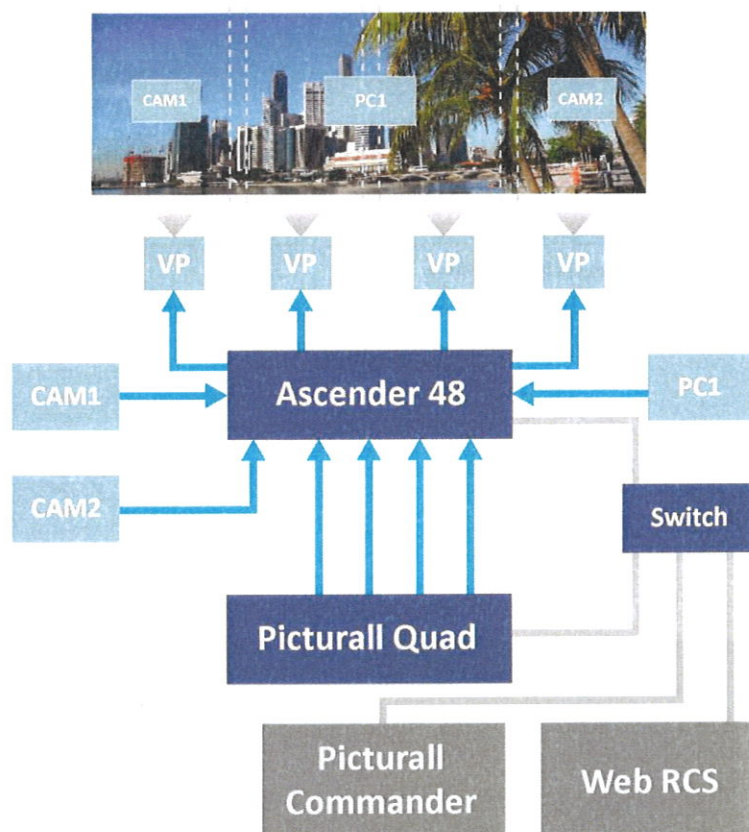 CAM1
PC1
CAM2
VP
VP
VP
VP
CAM1
Ascender 48
PC1
CAM2
Switch
Picturall Quad
Picturall
Commander
Web RCS